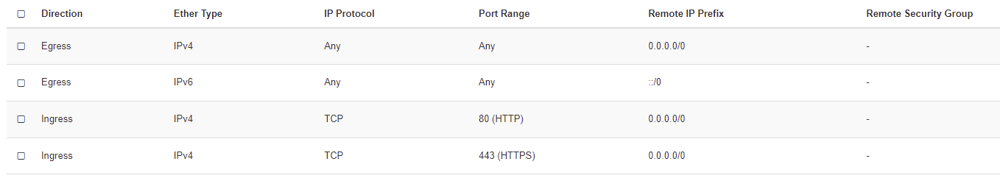 Direction Ether Type IP Protocol Port Range Remote IP Prefix Remote Security Group
Egress IPv4 Any Any 0.0.0.0/0 -
Egress IPv6 Any Any ::/0 -
Ingress IPv4 TCP 80 (HTTP) 0.0.0.0/0 -
Ingress IPv4 TCP 443 (HTTPS) 0.0.0.0/0 -